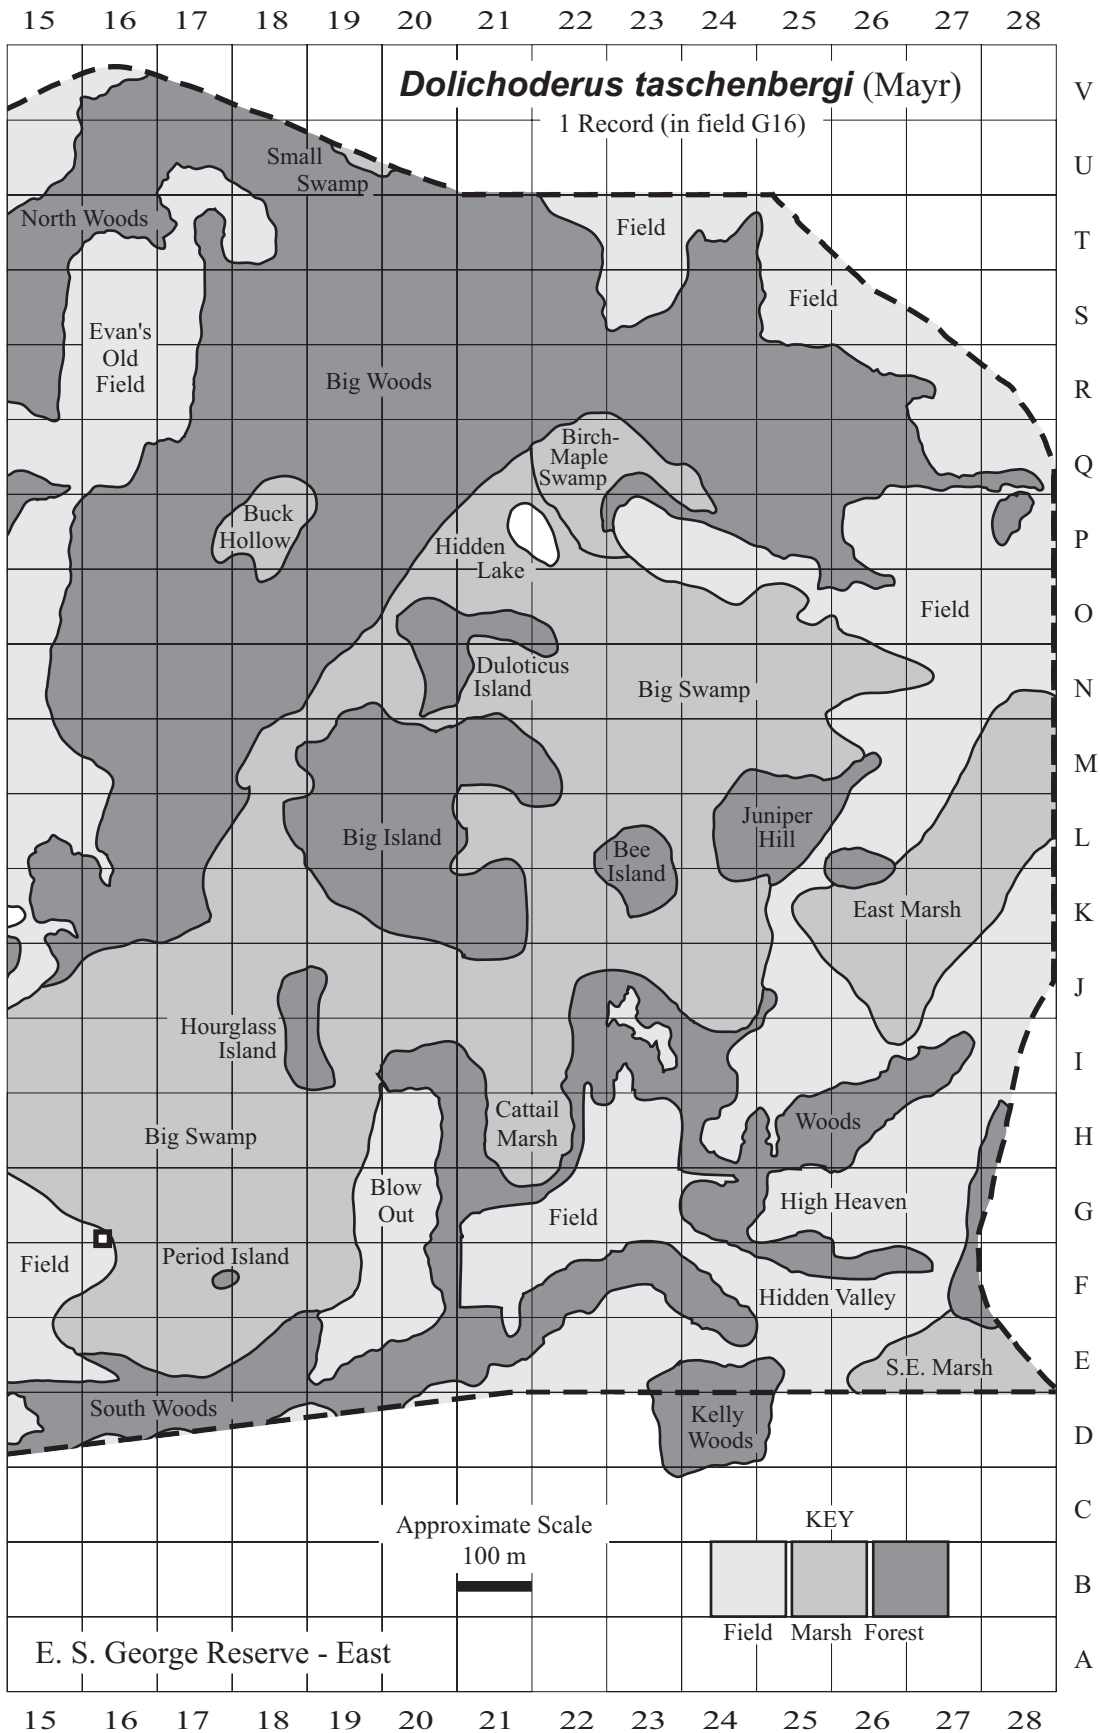 15 16 17 18 19 20 21 22 23 24 25 26 27 28
Dolichoderus taschenbergi (Mayr)
V
1 Record (in field G16)
Small
Swamp
U
North Woods
Field
T
Field
S
Evan's
Old
Field
Big Woods
R
Birch-
Maple
Swamp
Q
Buck
Hollow
Hidden
Lake
P
Field
O
Duloticus
Island
Big Swamp
N
M
Big Island
Juniper
Hill
Bee
Island
L
East Marsh
K
J
Hourglass
Island
I
Cattail
Marsh
Woods
Big Swamp
H
Blow
Out
High Heaven
Field
G
Field
Period Island
Hidden Valley
F
S.E. Marsh
E
South Woods
Kelly
Woods
D
C
Approximate Scale
100 m
KEY
B
Field Marsh Forest
E. S. George Reserve - East
A
15 16 17 18 19 20 21 22 23 24 25 26 27 28